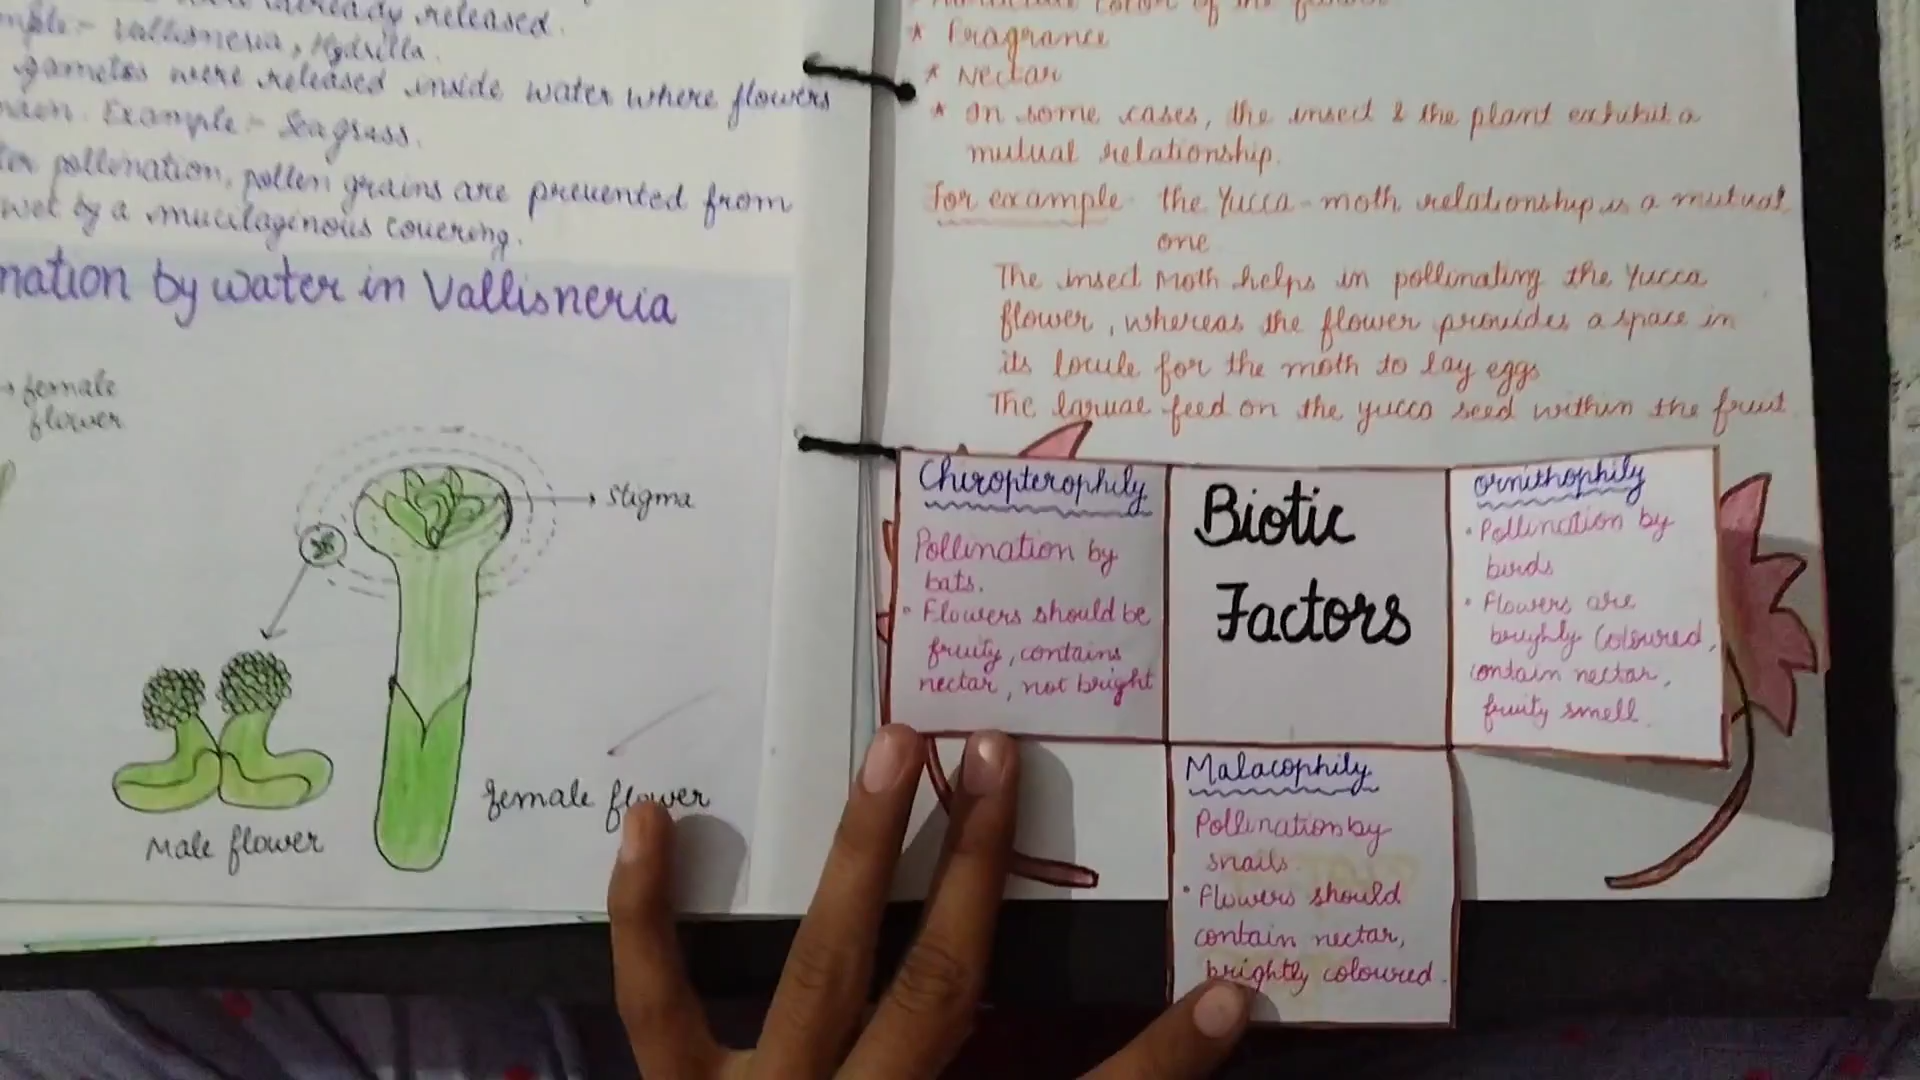 already released.
Vallisneria, Hydrilla.
gametes were released inside water where flowers
Example:- Seagrass.
pollination, pollen grains are prevented from
wet by a mucilagenous covering.
nation by water in Vallisneria
female
flower
stigma
Male flower
female flower
color of the
* Fragrance
* Nectar
* In some cases, the insect & the plant exhibit a
mutual relationship.
For example- the Yucca-moth relationship is a mutual
one
The insect Moth helps in pollinating the Yucca
flower, whereas the flower provides a space in
its locule for the moth to lay eggs
The larvae feed on the yucca seed within the fruit
Chiropterophily
Pollination by
bats.
• Flowers should be
fruity, contains
nectar, not bright
Biotic
Factors
ornithophily
• Pollination by
birds
• Flowers are
brighly Coloured,
contain nectar,
fruity smell.
Malacophily
Pollination by
snails.
• Flowers should
contain nectar,
brightly coloured.